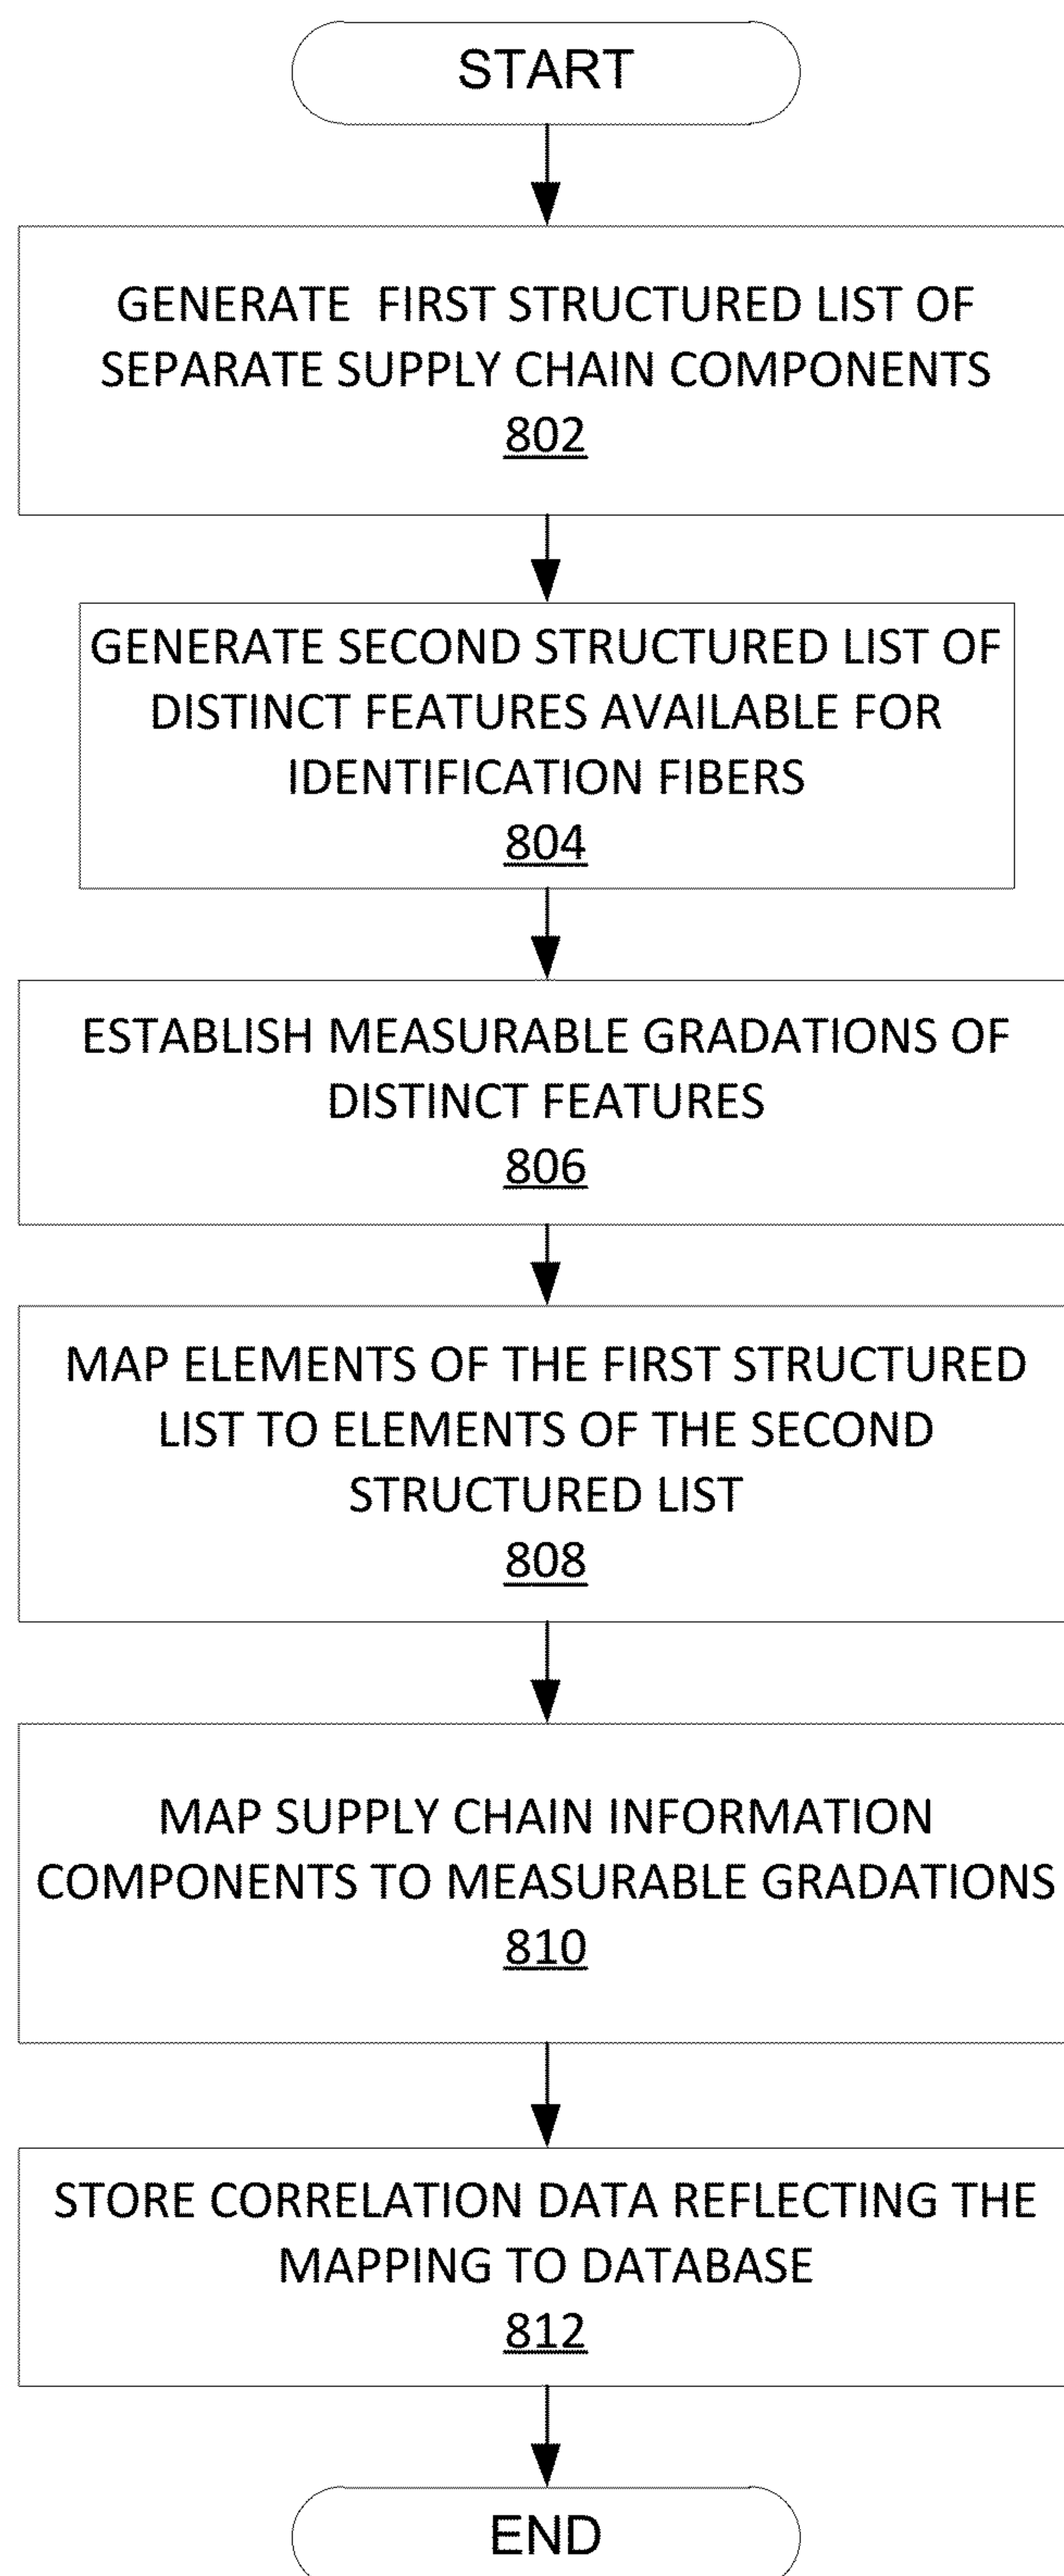 START
GENERATE FIRST STRUCTURED LIST OF
SEPARATE SUPPLY CHAIN COMPONENTS
802
GENERATE SECOND STRUCTURED LIST OF
DISTINCT FEATURES AVAILABLE FOR
IDENTIFICATION FIBERS
804
ESTABLISH MEASURABLE GRADATIONS OF
DISTINCT FEATURES
806
MAP ELEMENTS OF THE FIRST STRUCTURED
LIST TO ELEMENTS OF THE SECOND
STRUCTURED LIST
808
MAP SUPPLY CHAIN INFORMATION
COMPONENTS TO MEASURABLE GRADATIONS
810
STORE CORRELATION DATA REFLECTING THE
MAPPING TO DATABASE
812
END